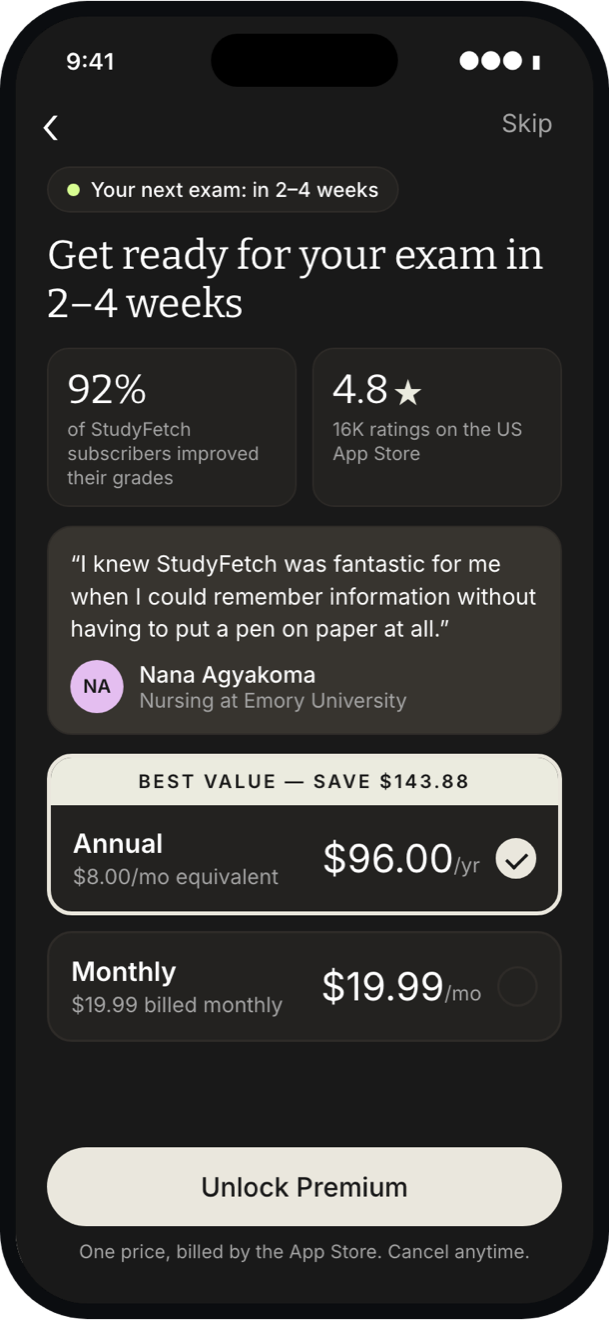 9:41
Skip
Your next exam: in 2–4 weeks
Get ready for your exam in
2–4 weeks
92%
of StudyFetch
subscribers improved
their grades
4.8 ★
16K ratings on the US
App Store
“I knew StudyFetch was fantastic for me
when I could remember information without
having to put a pen on paper at all.”
NA
Nana Agyakoma
Nursing at Emory University
BEST VALUE — SAVE $143.88
Annual
$8.00/mo equivalent
$96.00/yr
Monthly
$19.99 billed monthly
$19.99/mo
Unlock Premium
One price, billed by the App Store. Cancel anytime.